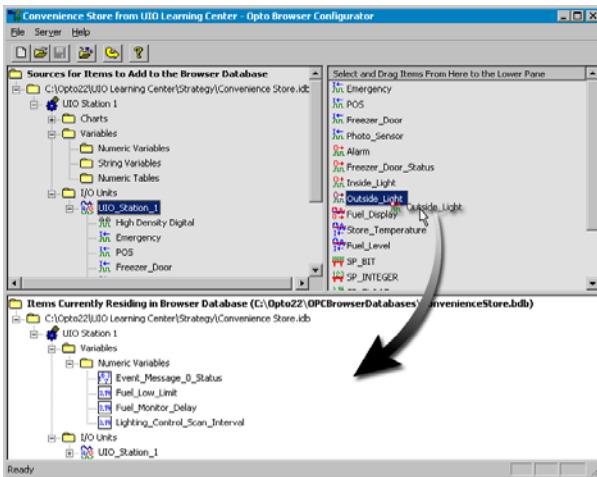 Convenience Store from UIO Learning Center - Opto Browser Configurator
File Server Help
Sources for Items to Add to the Browser Database
C:\Opto22\UIO Learning Center\Strategy\Convenience Store.idb
UIO Station 1
Charts
Variables
Numeric Variables
String Variables
Numeric Tables
I/O Units
UIO_Station_1
High Density Digital
Emergency
POS
Freezer_Door
Select and Drag Items From Here to the Lower Pane
Emergency
POS
Freezer_Door
Photo_Sensor
Alarm
Freezer_Door_Status
Inside_Light
Outside_Light
Outside_Light
Fuel_Display
Store_Temperature
Fuel_Level
SP_BIT
SP_INTEGER
Items Currently Residing in Browser Database (C:\Opto22\OPCBrowserDatabases\ nvenienceStore.bdb)
C:\Opto22\UIO Learning Center\Strategy\Convenience Store.idb
UIO Station 1
Variables
Numeric Variables
Event_Message_0_Status
Fuel_Low_Limit
Fuel_Monitor_Delay
Lighting_Control_Scan_Interval
I/O Units
UIO_Station_1
Ready